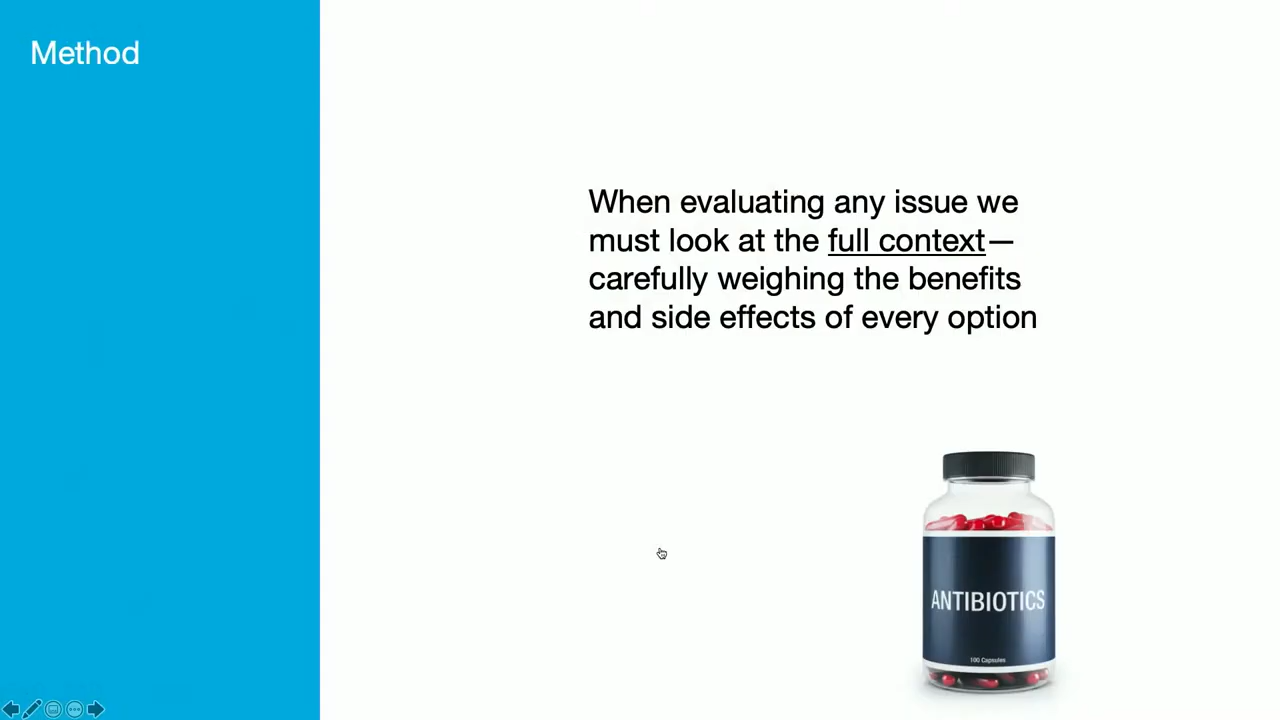 Method
When evaluating any issue we
must look at the full context—
carefully weighing the benefits
and side effects of every option
ANTIBIOTICS
100 Capsules